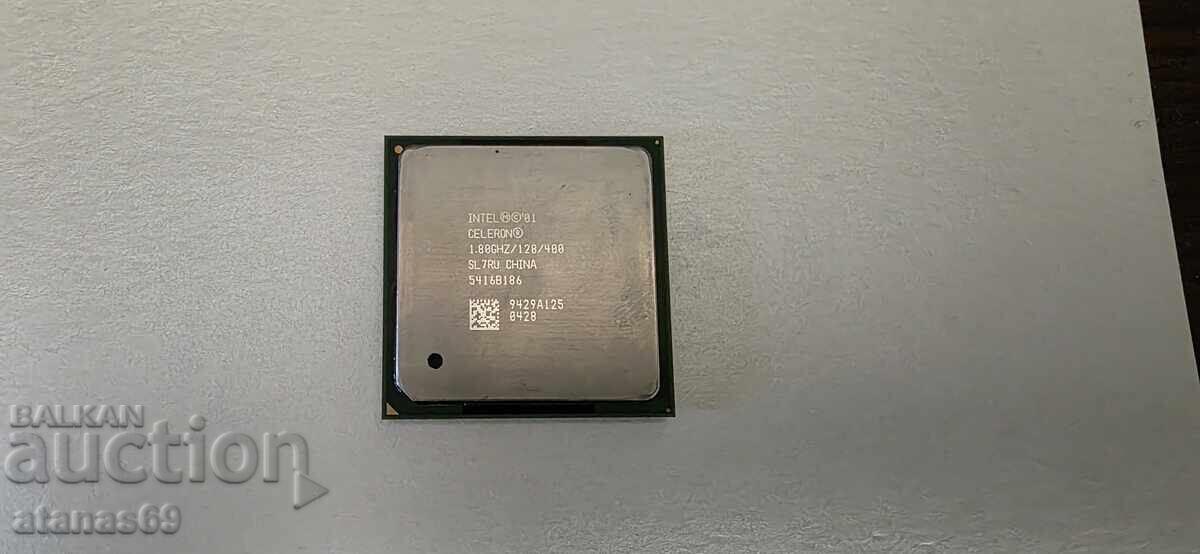 INTEL Ⓜ©'01
CELERON®
1.80GHZ/128/400
SL7RU CHINA
5416B186
9429A125
0428
BALKAN
auction
atanas69